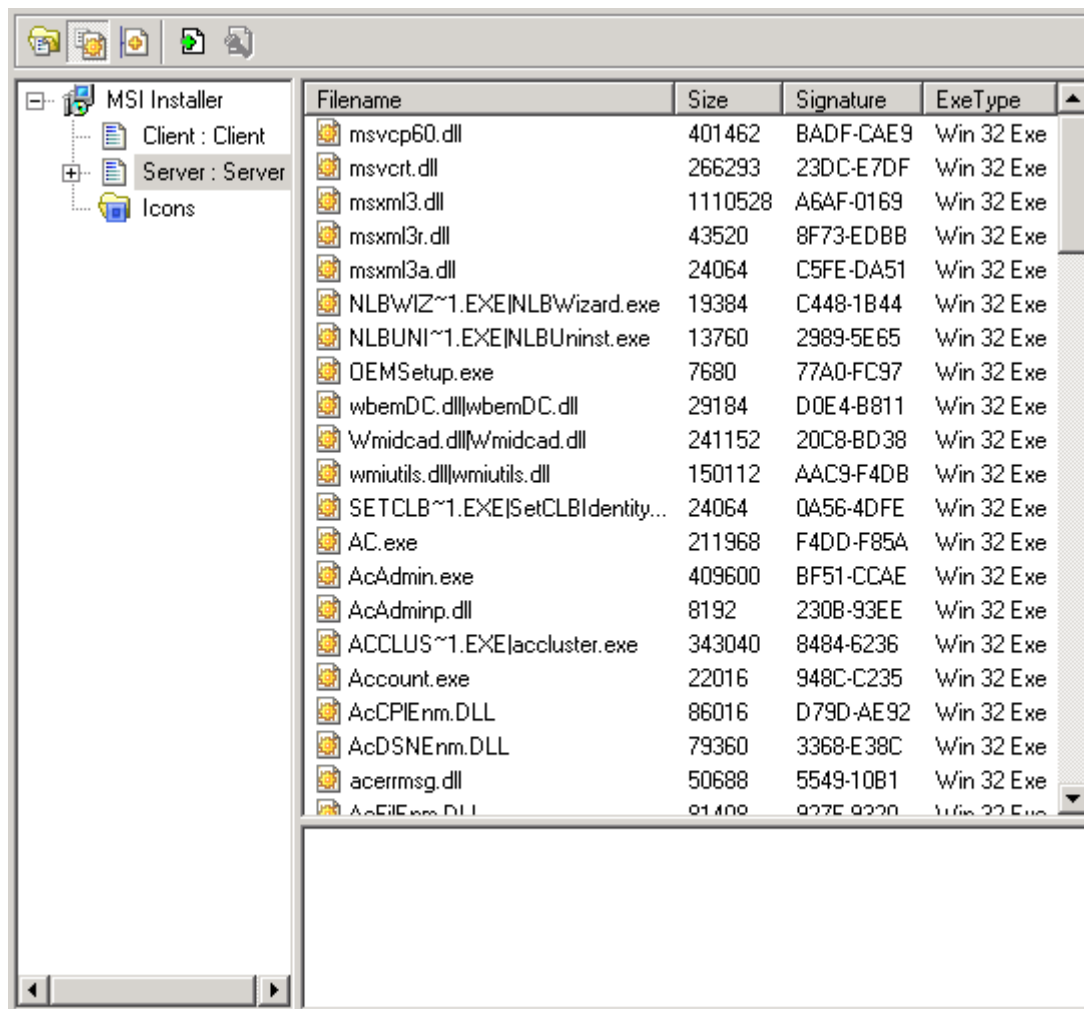 MSI Installer
Client : Client
Server : Server
Icons
Filename Size Signature ExeType
msvcp60.dll 401462 BADF-CAE9 Win 32 Exe
msvcrt.dll 266293 23DC-E7DF Win 32 Exe
msxml3.dll 1110528 A6AF-0169 Win 32 Exe
msxml3r.dll 43520 8F73-EDBB Win 32 Exe
msxml3a.dll 24064 C5FE-DA51 Win 32 Exe
NLBWIZ~1.EXE|NLBWizard.exe 19384 C448-1B44 Win 32 Exe
NLBUNI~1.EXE|NLBUninst.exe 13760 2989-5E65 Win 32 Exe
OEMSetup.exe 7680 77A0-FC97 Win 32 Exe
wbemDC.dll|wbemDC.dll 29184 D0E4-B811 Win 32 Exe
Wmidcad.dll|Wmidcad.dll 241152 20C8-BD38 Win 32 Exe
wmiutils.dll|wmiutils.dll 150112 AAC9-F4DB Win 32 Exe
SETCLB~1.EXE|SetCLBIdentity... 24064 0A56-4DFE Win 32 Exe
AC.exe 211968 F4DD-F85A Win 32 Exe
AcAdmin.exe 409600 BF51-CCAE Win 32 Exe
AcAdminp.dll 8192 230B-93EE Win 32 Exe
ACCLUS~1.EXE|accluster.exe 343040 8484-6236 Win 32 Exe
Account.exe 22016 948C-C235 Win 32 Exe
AcCPIEnm.DLL 86016 D79D-AE92 Win 32 Exe
AcDSNEnm.DLL 79360 3368-E38C Win 32 Exe
acerrmsg.dll 50688 5549-10B1 Win 32 Exe
AcFilEnm.DLL 81408 Win 32 Exe